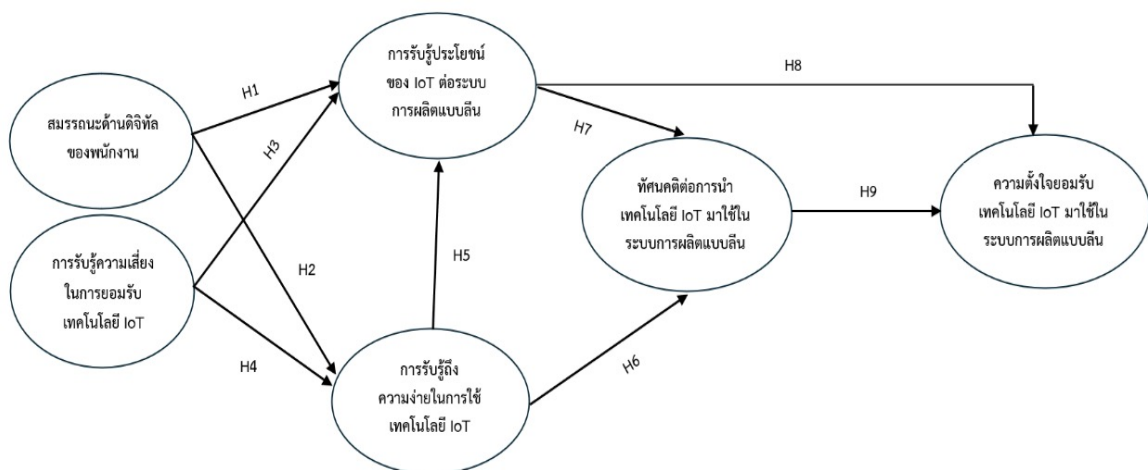 การรับรู้ประโยชน์
ของ IoT ต่อระบบ
การผลิตแบบลีน
H8
H1
H7
สมรรถนะด้านดิจิทัล
ของพนักงาน
H3
ทัศนคติต่อการนำ
เทคโนโลยี IoT มาใช้ใน
ระบบการผลิตแบบลีน
H9
ความตั้งใจยอมรับ
เทคโนโลยี IoT มาใช้ใน
ระบบการผลิตแบบลีน
การรับรู้ความเสี่ยง
ในการยอมรับ
เทคโนโลยี IoT
H2
H5
H4
H6
การรับรู้ถึง
ความง่ายในการใช้
เทคโนโลยี IoT